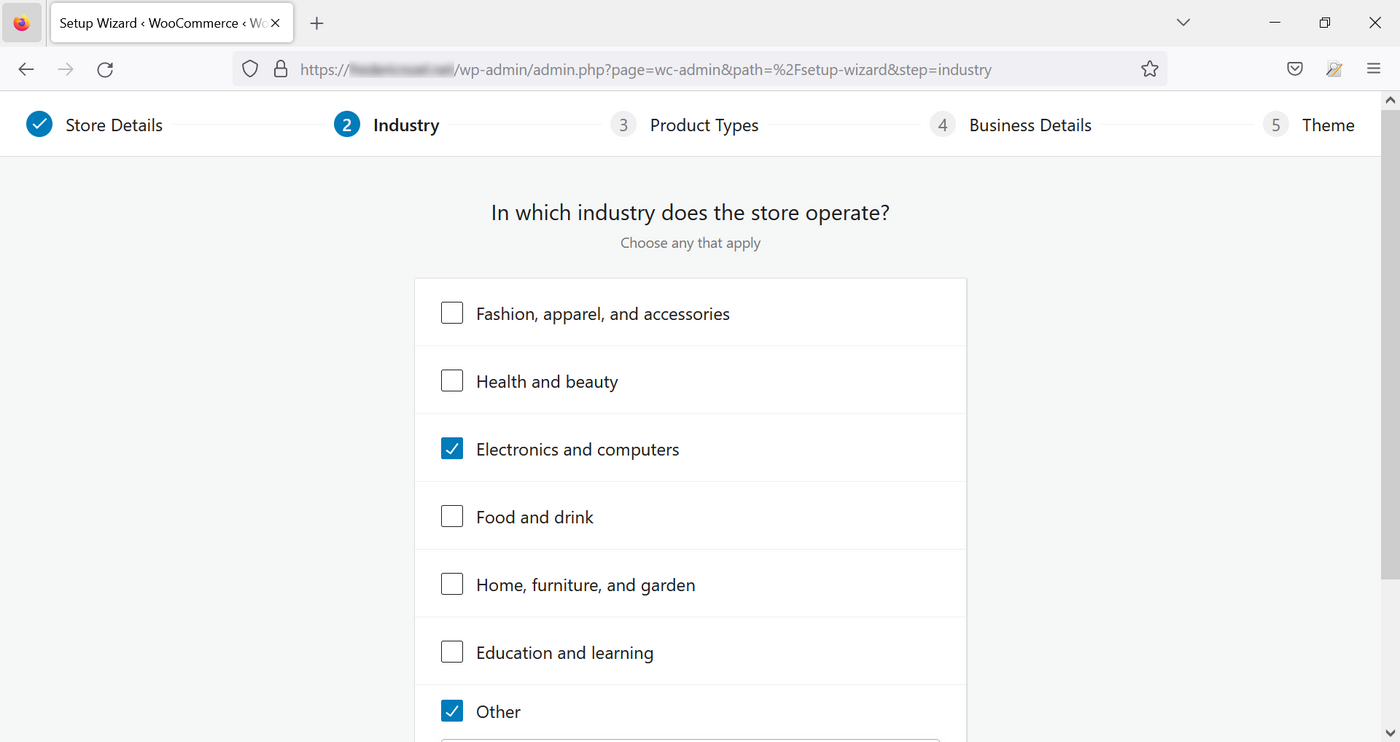 Setup Wizard ‹ WooCommerce ‹ Wo
https:///wp-admin/admin.php?page=wc-admin&path=%2Fsetup-wizard&step=industry
Store Details
2 Industry
3 Product Types
4 Business Details
5 Theme
In which industry does the store operate?
Choose any that apply
Fashion, apparel, and accessories
Health and beauty
Electronics and computers
Food and drink
Home, furniture, and garden
Education and learning
Other